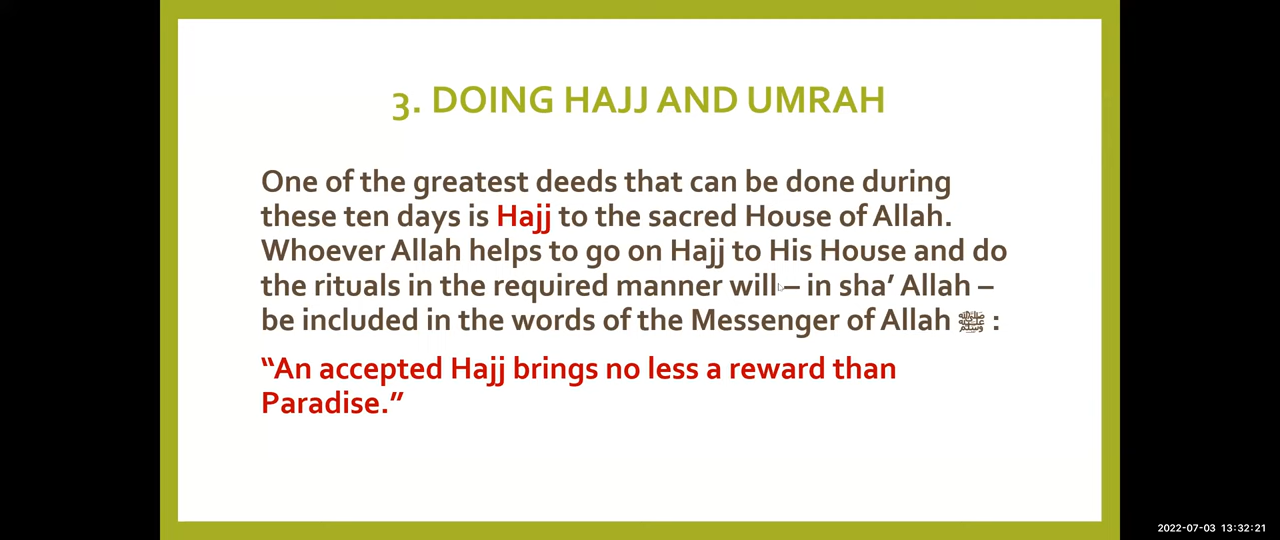 3. DOING HAJJ AND UMRAH
One of the greatest deeds that can be done during
these ten days is Hajj to the sacred House of Allah.
Whoever Allah helps to go on Hajj to His House and do
the rituals in the required manner will – in sha’ Allah –
be included in the words of the Messenger of Allah ﷺ :
“An accepted Hajj brings no less a reward than
Paradise.”
2022-07-03 13:32:21